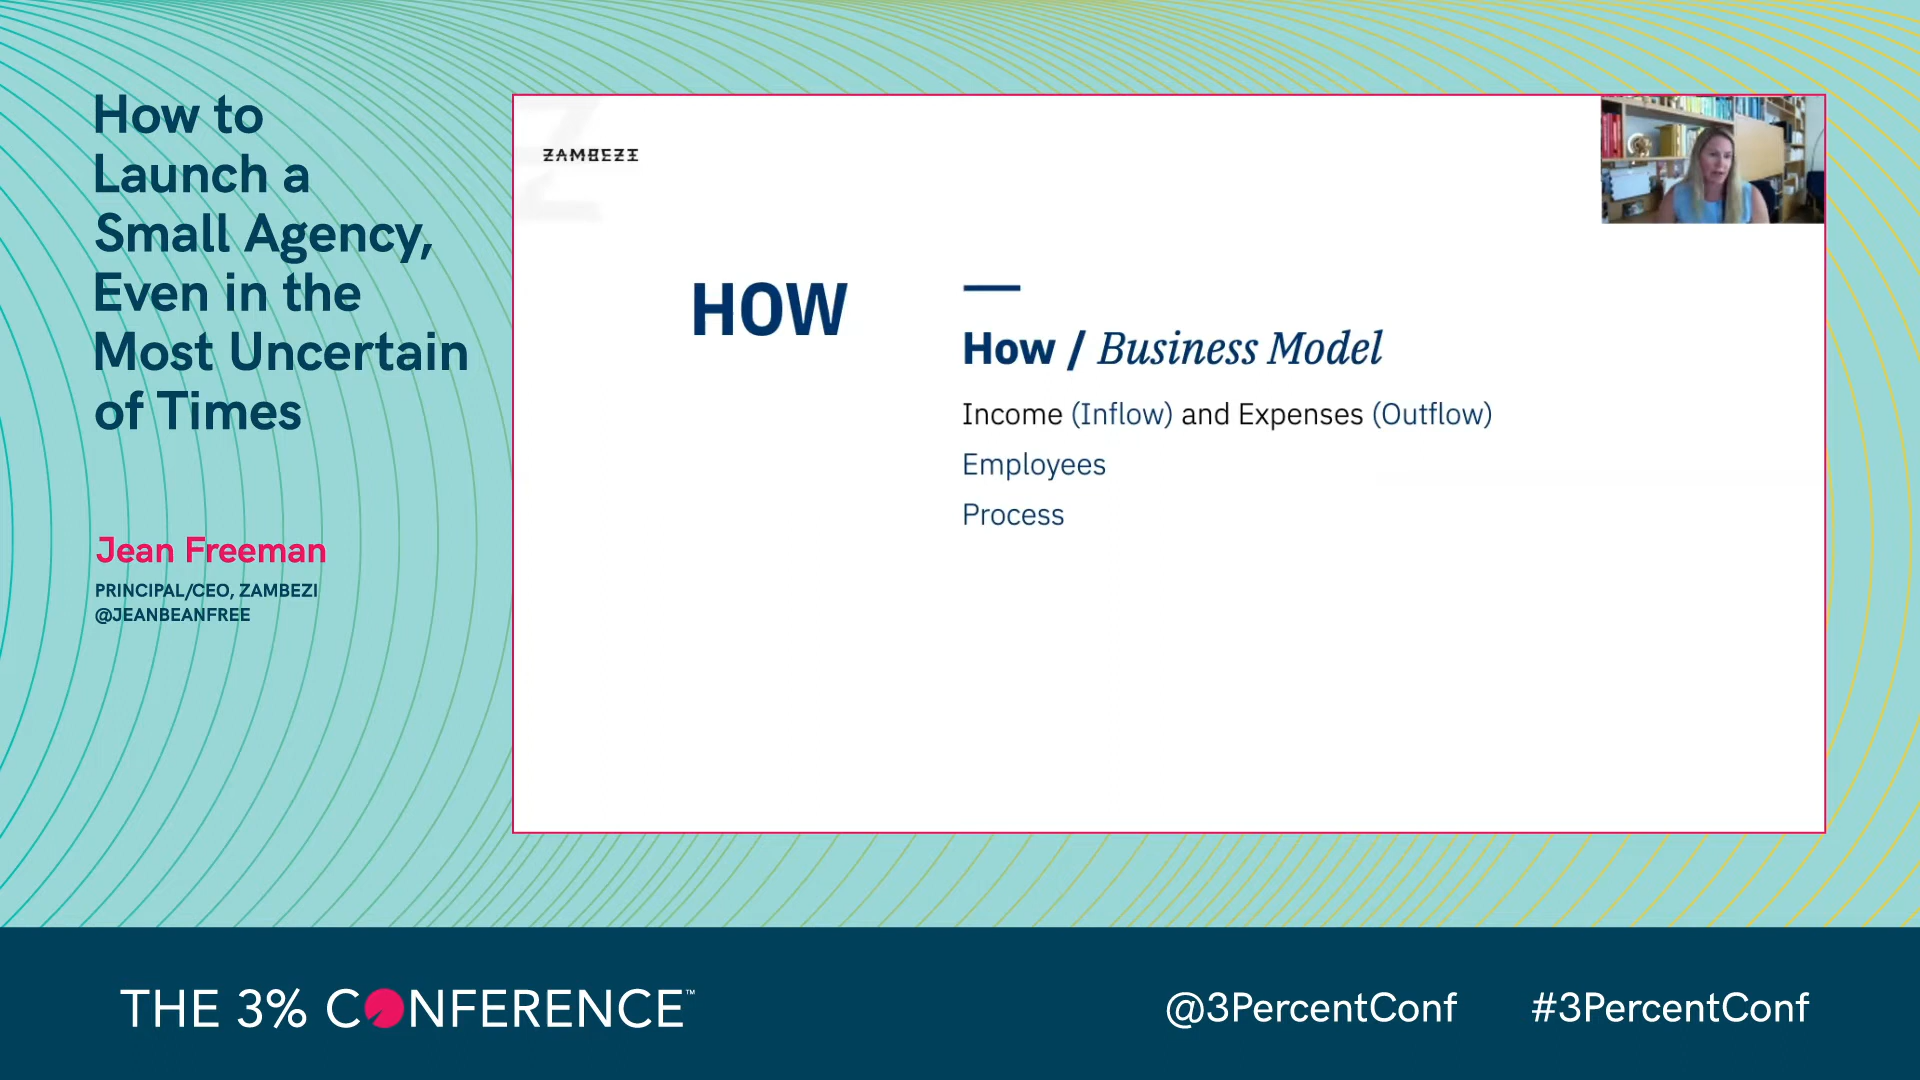 How to
Launch a
Small Agency,
Even in the
Most Uncertain
of Times
Jean Freeman
PRINCIPAL/CEO, ZAMBEZI
@JEANBEANFREE
ZAMBEZI
HOW
How / Business Model
Income (Inflow) and Expenses (Outflow)
Employees
Process
THE 3% CONFERENCE™
@3PercentConf
#3PercentConf